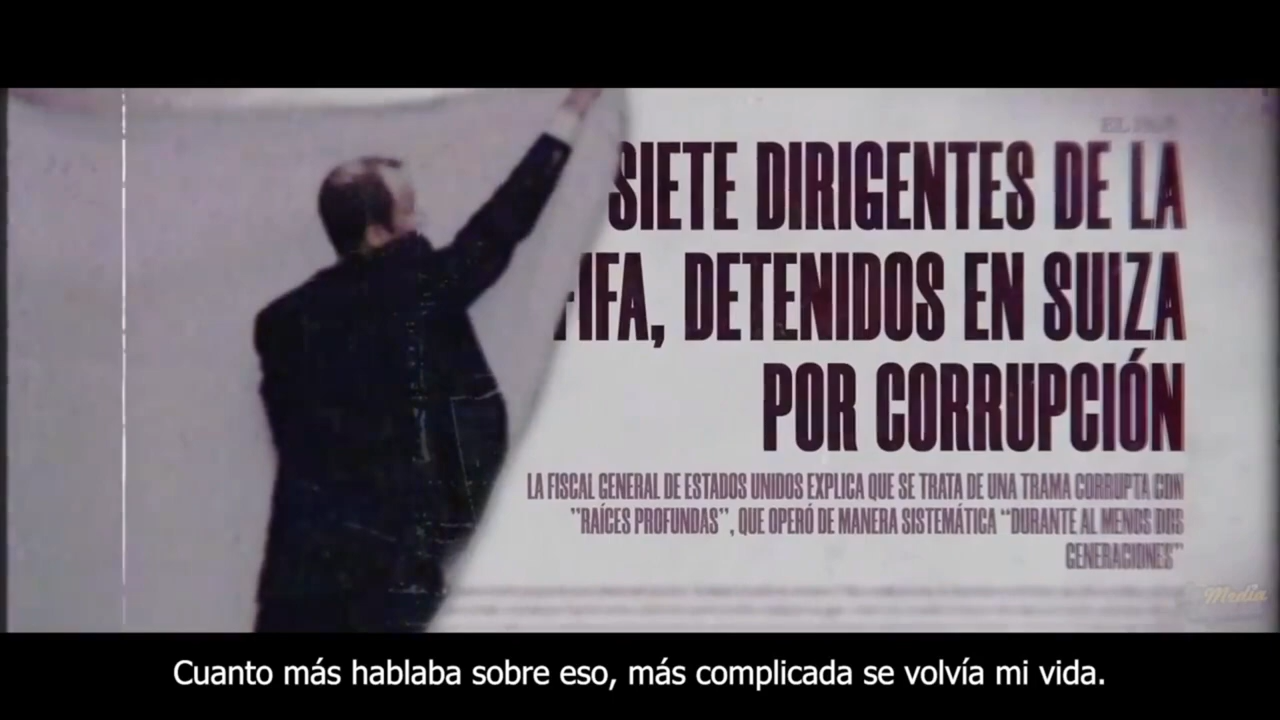 SIETE DIRIGENTES DE LA
FIFA, DETENIDOS EN SUIZA
POR CORRUPCIÓN
LA FISCAL GENERAL DE ESTADOS UNIDOS EXPLICA QUE SE TRATA DE UNA TRAMA CORRUPTA CON
"RAÍCES PROFUNDAS", QUE OPERÓ DE MANERA SISTEMÁTICA "DURANTE AL MENOS DOS
GENERACIONES"
Media
Cuanto más hablaba sobre eso, más complicada se volvía mi vida.